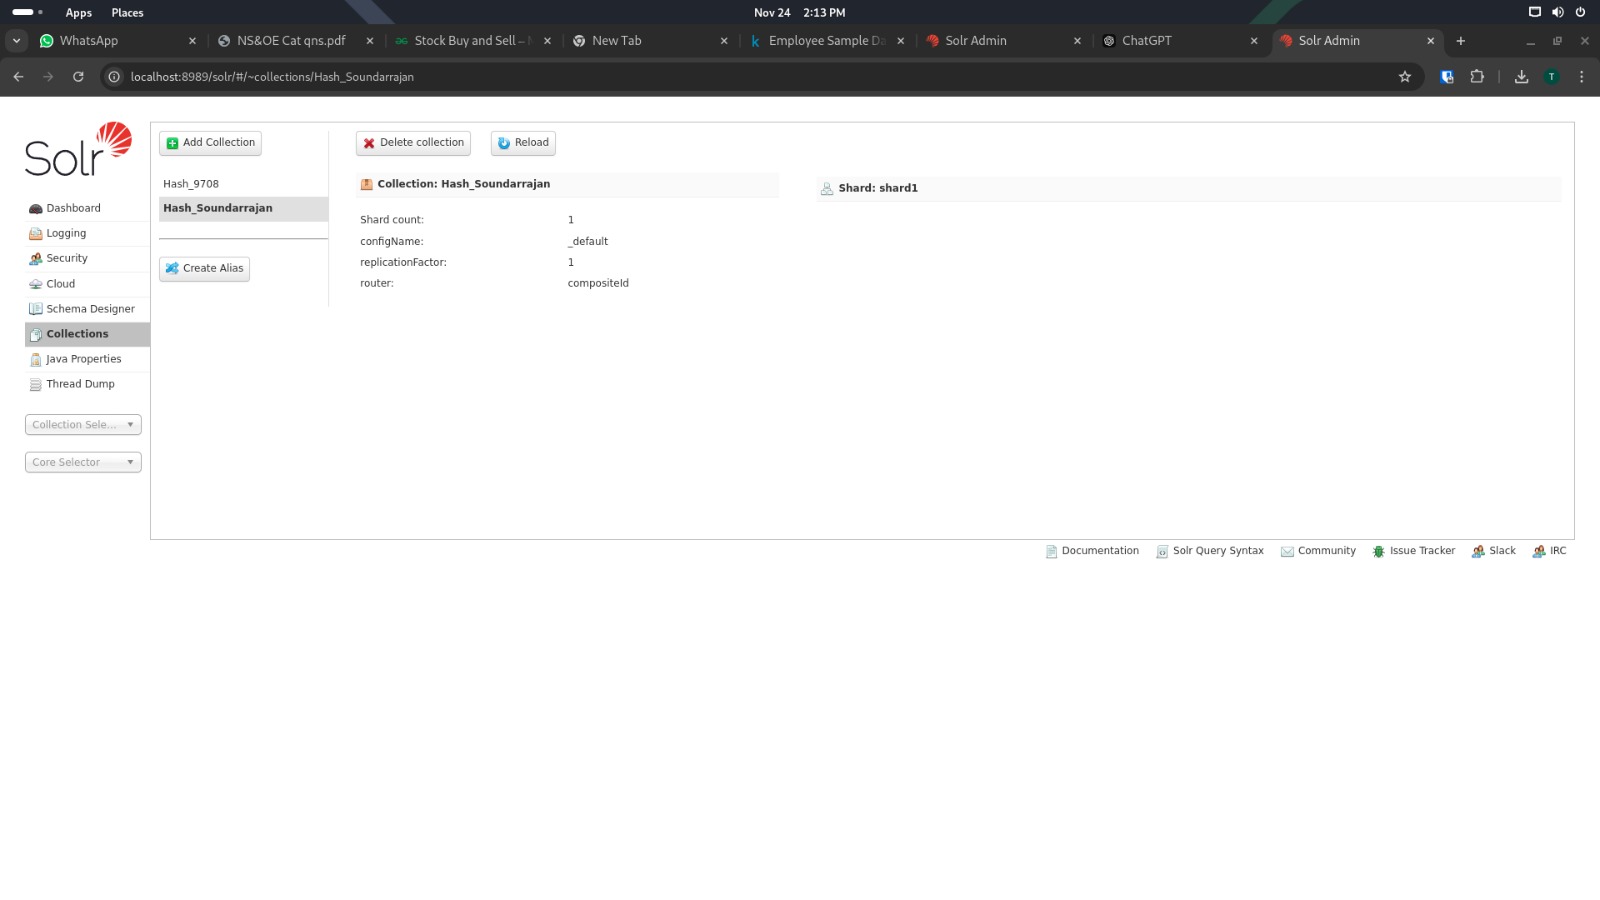 Apps Places Nov 24 2:13 PM
WhatsApp NS&OE Cat qns.pdf Stock Buy and Sell – New Tab Employee Sample Da Solr Admin ChatGPT Solr Admin
localhost:8989/solr/#/~collections/Hash_Soundarrajan T
Solr
Dashboard
Logging
Security
Cloud
Schema Designer
Collections
Java Properties
Thread Dump
Collection Sele...
Core Selector
Add Collection
Hash_9708
Hash_Soundarrajan
Create Alias
Delete collection Reload
Collection: Hash_Soundarrajan
Shard count: 1
configName: _default
replicationFactor: 1
router: compositeId
Shard: shard1
Documentation Solr Query Syntax Community Issue Tracker Slack IRC